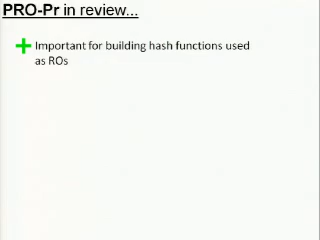 PRO-Pr in review...
Important for building hash functions used
as ROs